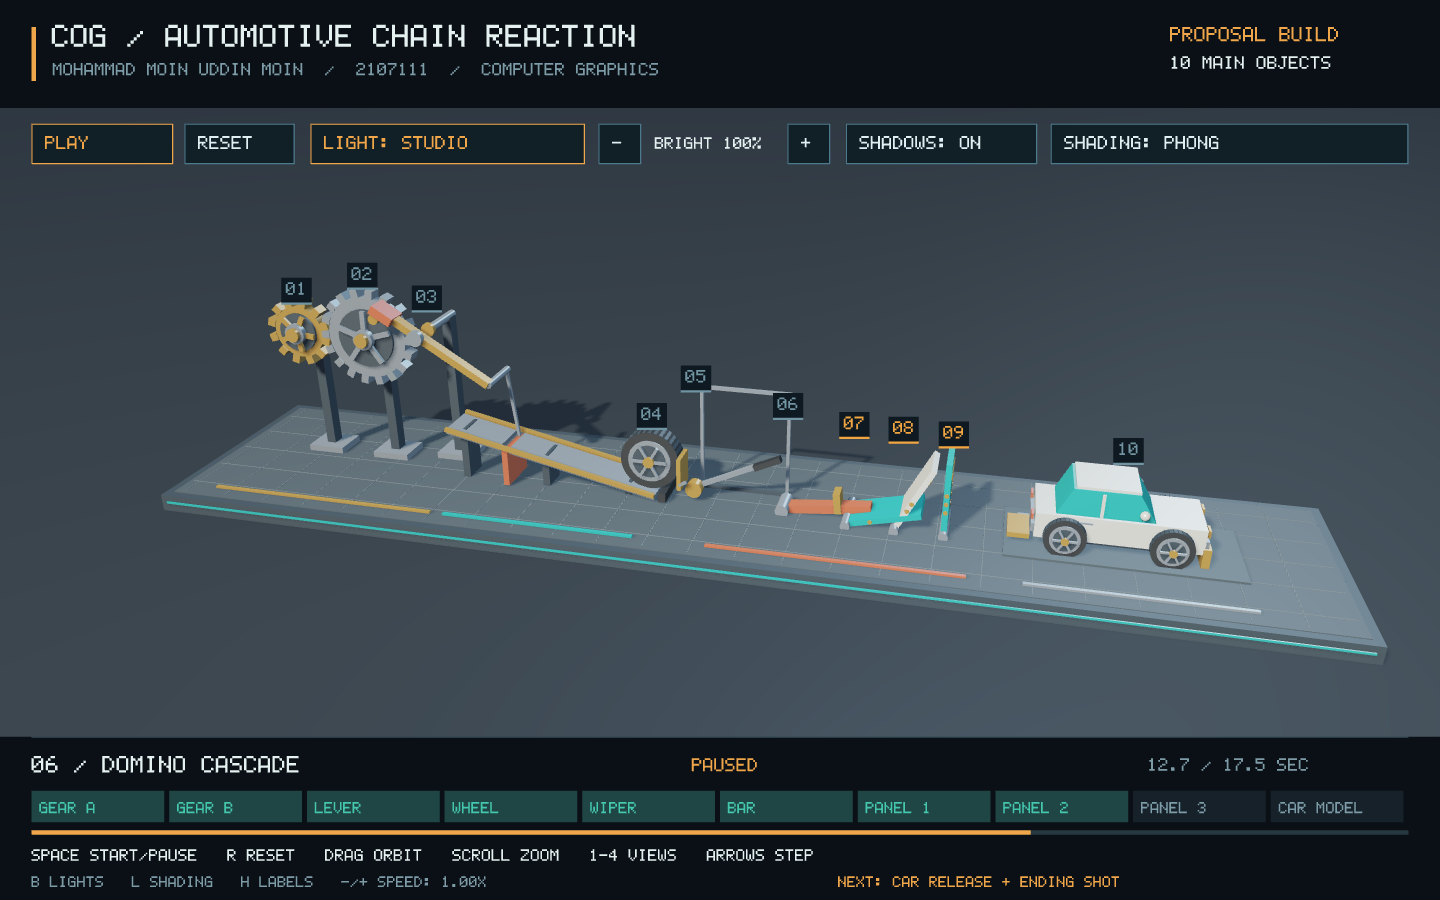 COG / AUTOMOTIVE CHAIN REACTION
MOHAMMAD MOIN UDDIN MOIN / 2107111 / COMPUTER GRAPHICS
PROPOSAL BUILD
10 MAIN OBJECTS
PLAY
RESET
LIGHT: STUDIO
-
BRIGHT 100%
+
SHADOWS: ON
SHADING: PHONG
01
02
03
04
05
06
07
08
09
10
06 / DOMINO CASCADE
PAUSED
12.7 / 17.5 SEC
GEAR A
GEAR B
LEVER
WHEEL
WIPER
BAR
PANEL 1
PANEL 2
PANEL 3
CAR MODEL
SPACE START/PAUSE R RESET DRAG ORBIT SCROLL ZOOM 1-4 VIEWS ARROWS STEP
B LIGHTS L SHADING H LABELS -/+ SPEED: 1.00X
NEXT: CAR RELEASE + ENDING SHOT